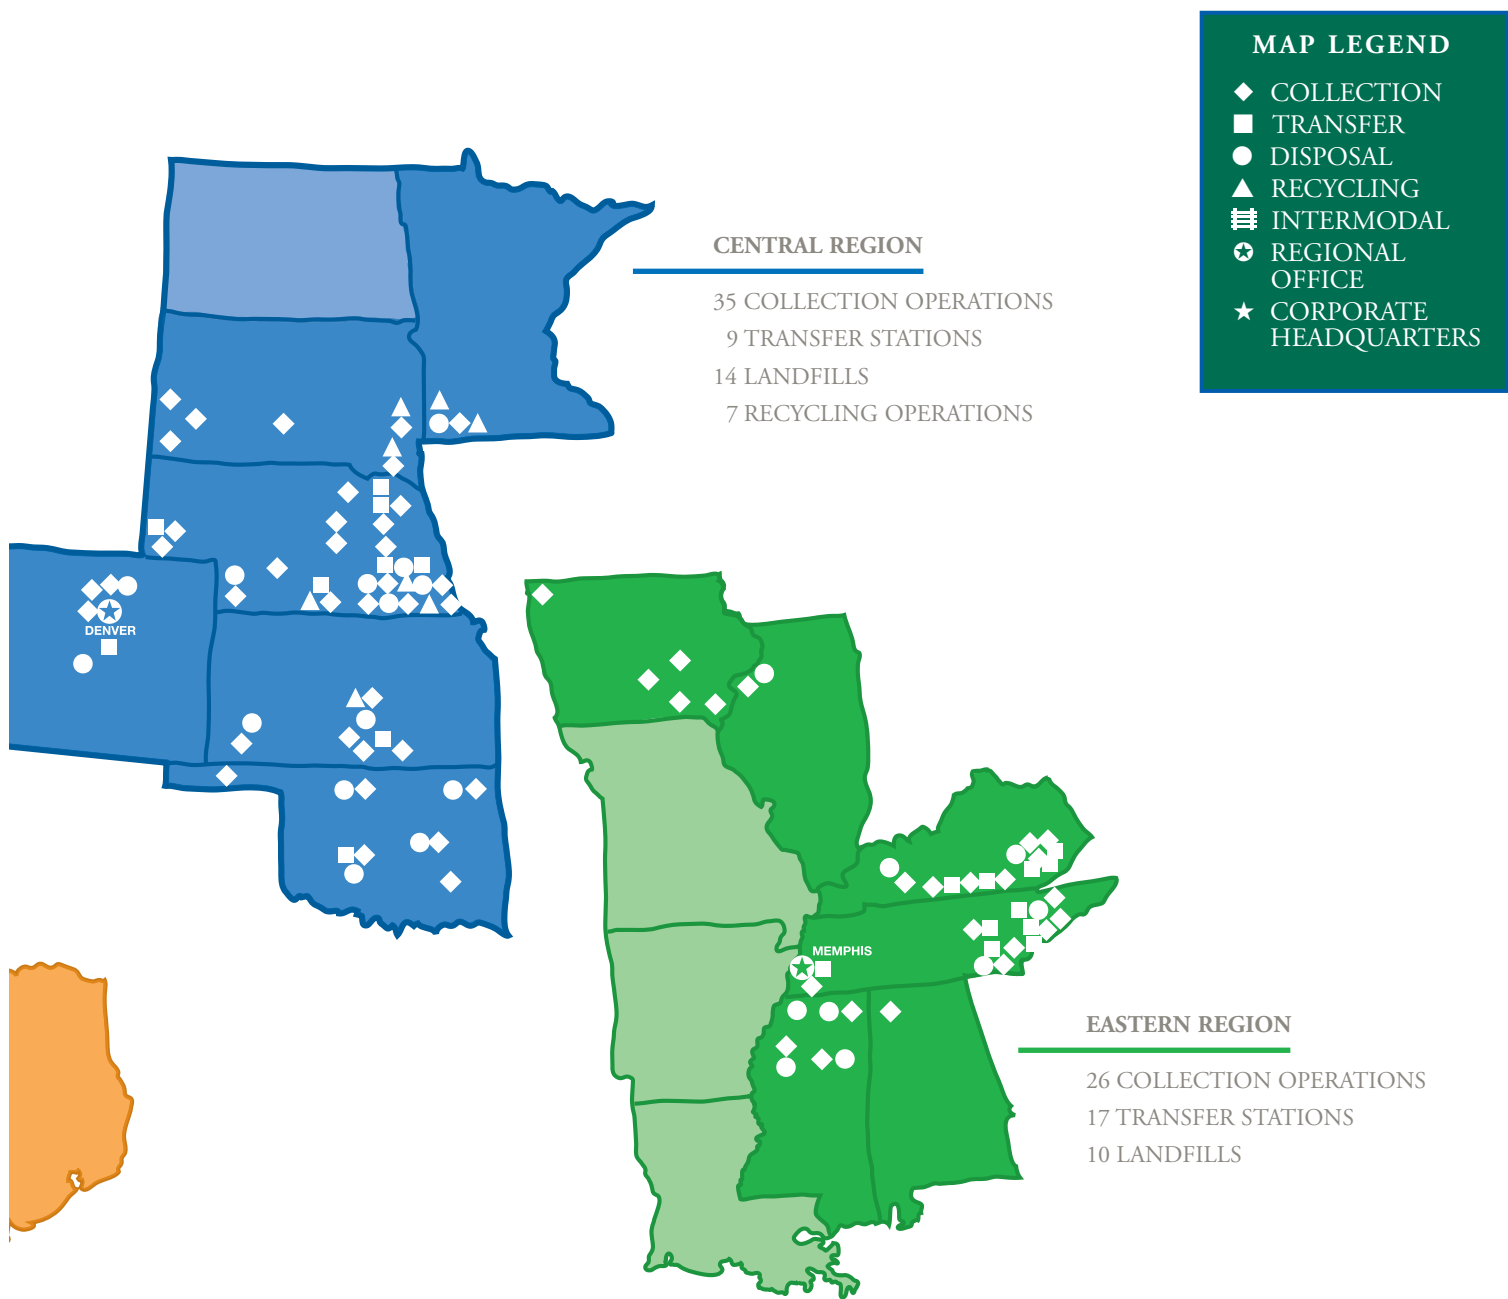 MAP LEGEND
COLLECTION
TRANSFER
DISPOSAL
RECYCLING
INTERMODAL
REGIONAL
OFFICE
CORPORATE
HEADQUARTERS
CENTRAL REGION
35 COLLECTION OPERATIONS
9 TRANSFER STATIONS
14 LANDFILLS
7 RECYCLING OPERATIONS
DENVER
MEMPHIS
EASTERN REGION
26 COLLECTION OPERATIONS
17 TRANSFER STATIONS
10 LANDFILLS